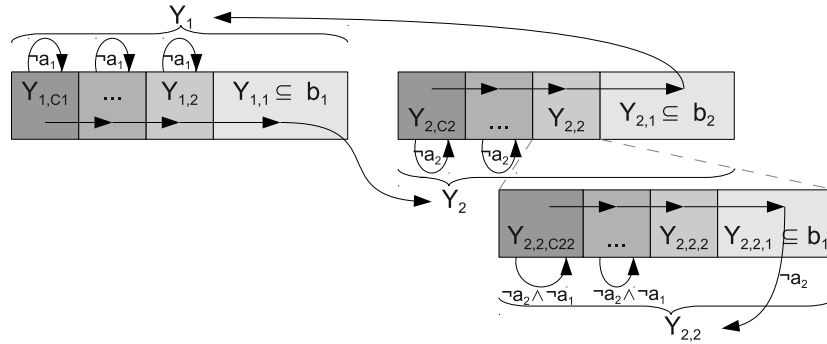 Y1
¬a1 ¬a1 ¬a1
Y1,C1 ... Y1,2 Y1,1 ⊆ b1
Y2,C2 ... Y2,2 Y2,1 ⊆ b2
¬a2 ¬a2
Y2
Y2,2,C22 ... Y2,2,2 Y2,2,1 ⊆ b1
¬a2
¬a2∧¬a1 ¬a2∧¬a1
Y2,2